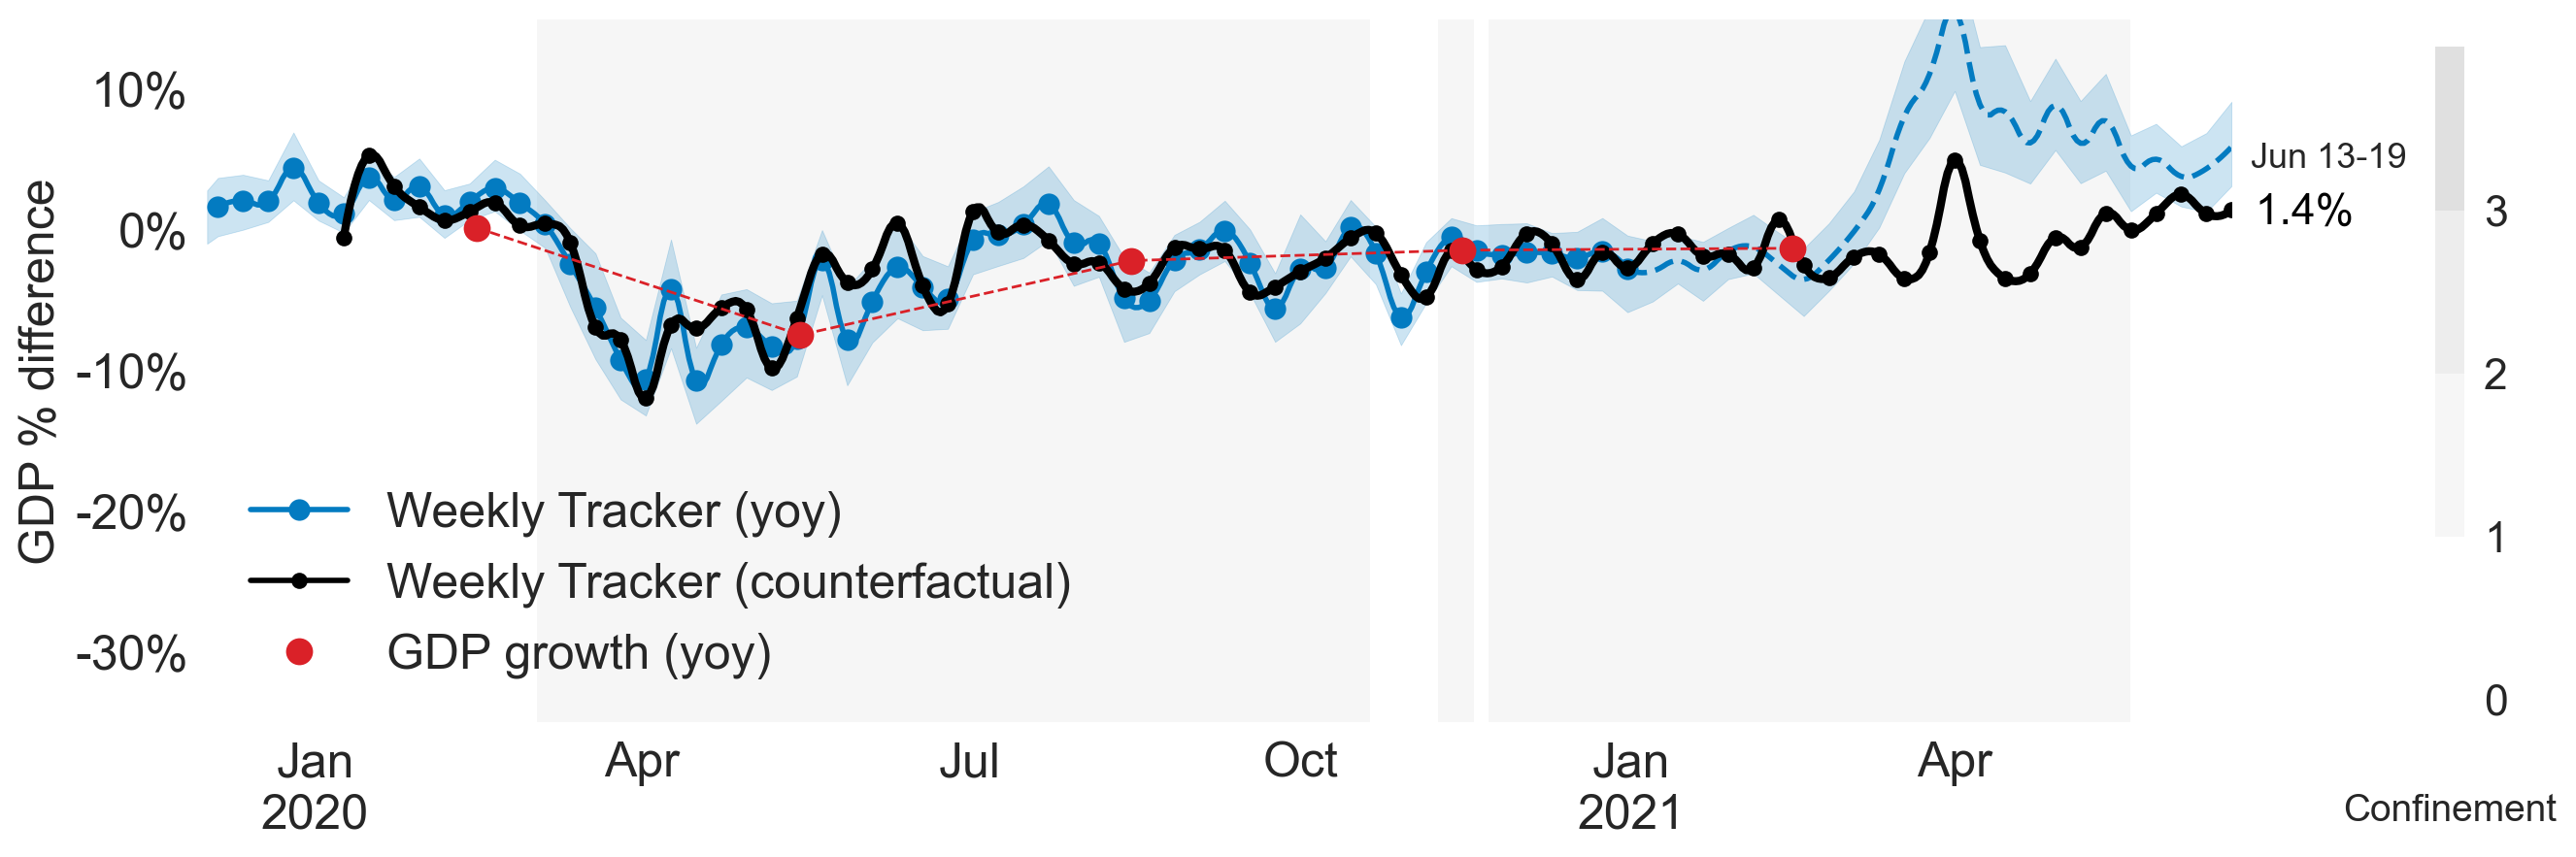 GDP % difference
10%
0%
-10%
-20%
-30%
Weekly Tracker (yoy)
Weekly Tracker (counterfactual)
GDP growth (yoy)
Jan
2020
Apr
Jul
Oct
Jan
2021
Apr
Jun 13-19
1.4%
3
2
1
0
Confinement